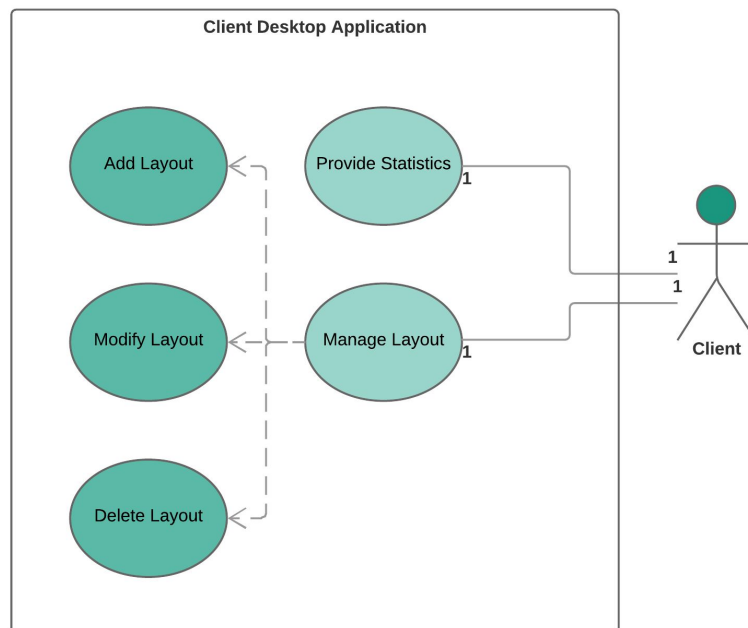 Client Desktop Application
Add Layout
Provide Statistics
1
1
1
Modify Layout
Manage Layout
1
Client
Delete Layout